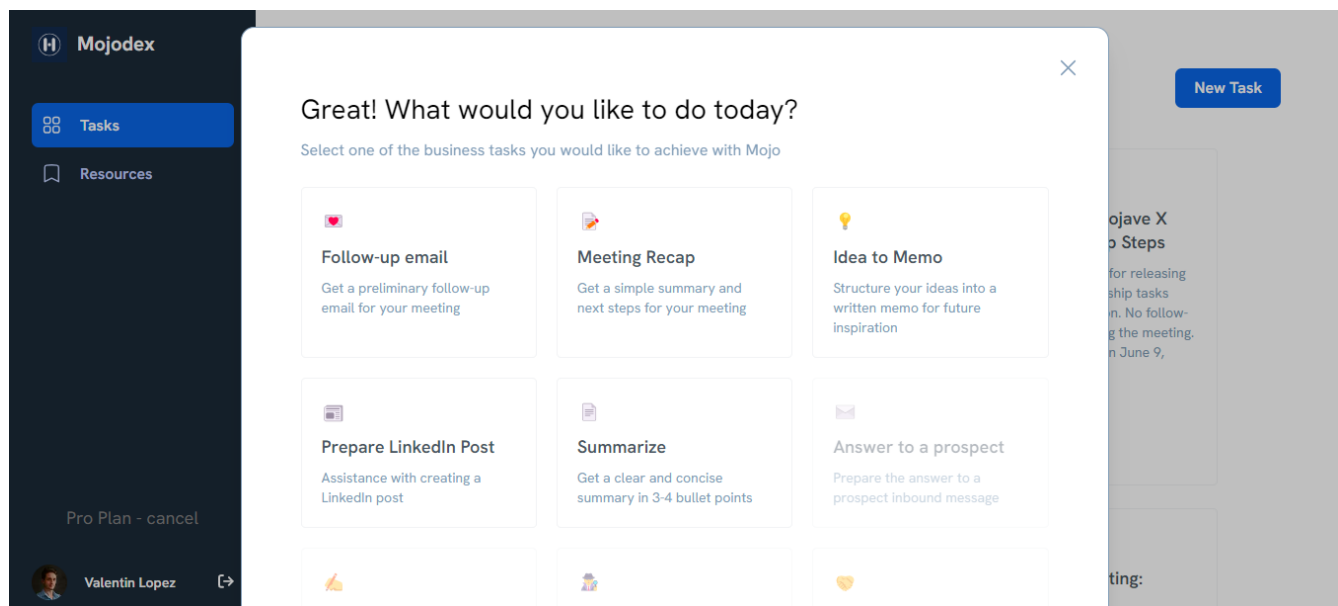 Mojodex
Tasks
Resources
Pro Plan - cancel
Valentin Lopez
Great! What would you like to do today?
Select one of the business tasks you would like to achieve with Mojo
Follow-up email
Get a preliminary follow-up
email for your meeting
Meeting Recap
Get a simple summary and
next steps for your meeting
Idea to Memo
Structure your ideas into a
written memo for future
inspiration
Prepare LinkedIn Post
Assistance with creating a
LinkedIn post
Summarize
Get a clear and concise
summary in 3-4 bullet points
Answer to a prospect
Prepare the answer to a
prospect inbound message
New Task
ojave X
Steps
for releasing
ship tasks
n. No follow-
g the meeting.
n June 9,
ting: